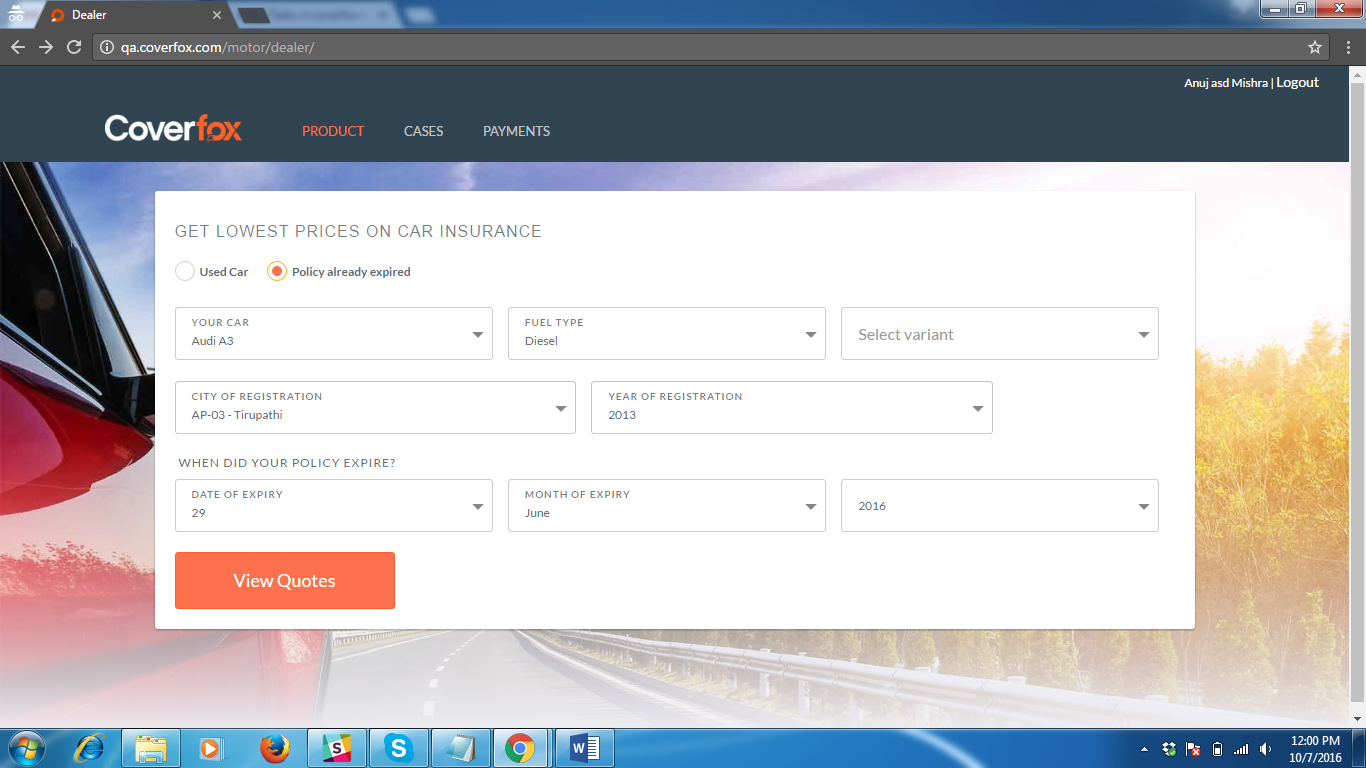 Dealer
qa.coverfox.com/motor/dealer/
Anuj asd Mishra | Logout
Coverfox PRODUCT CASES PAYMENTS
GET LOWEST PRICES ON CAR INSURANCE
Used Car Policy already expired
YOUR CAR FUEL TYPE
Audi A3 Diesel Select variant
CITY OF REGISTRATION YEAR OF REGISTRATION
AP-03 - Tirupathi 2013
WHEN DID YOUR POLICY EXPIRE?
DATE OF EXPIRY MONTH OF EXPIRY
29 June 2016
View Quotes
12:00 PM
10/7/2016